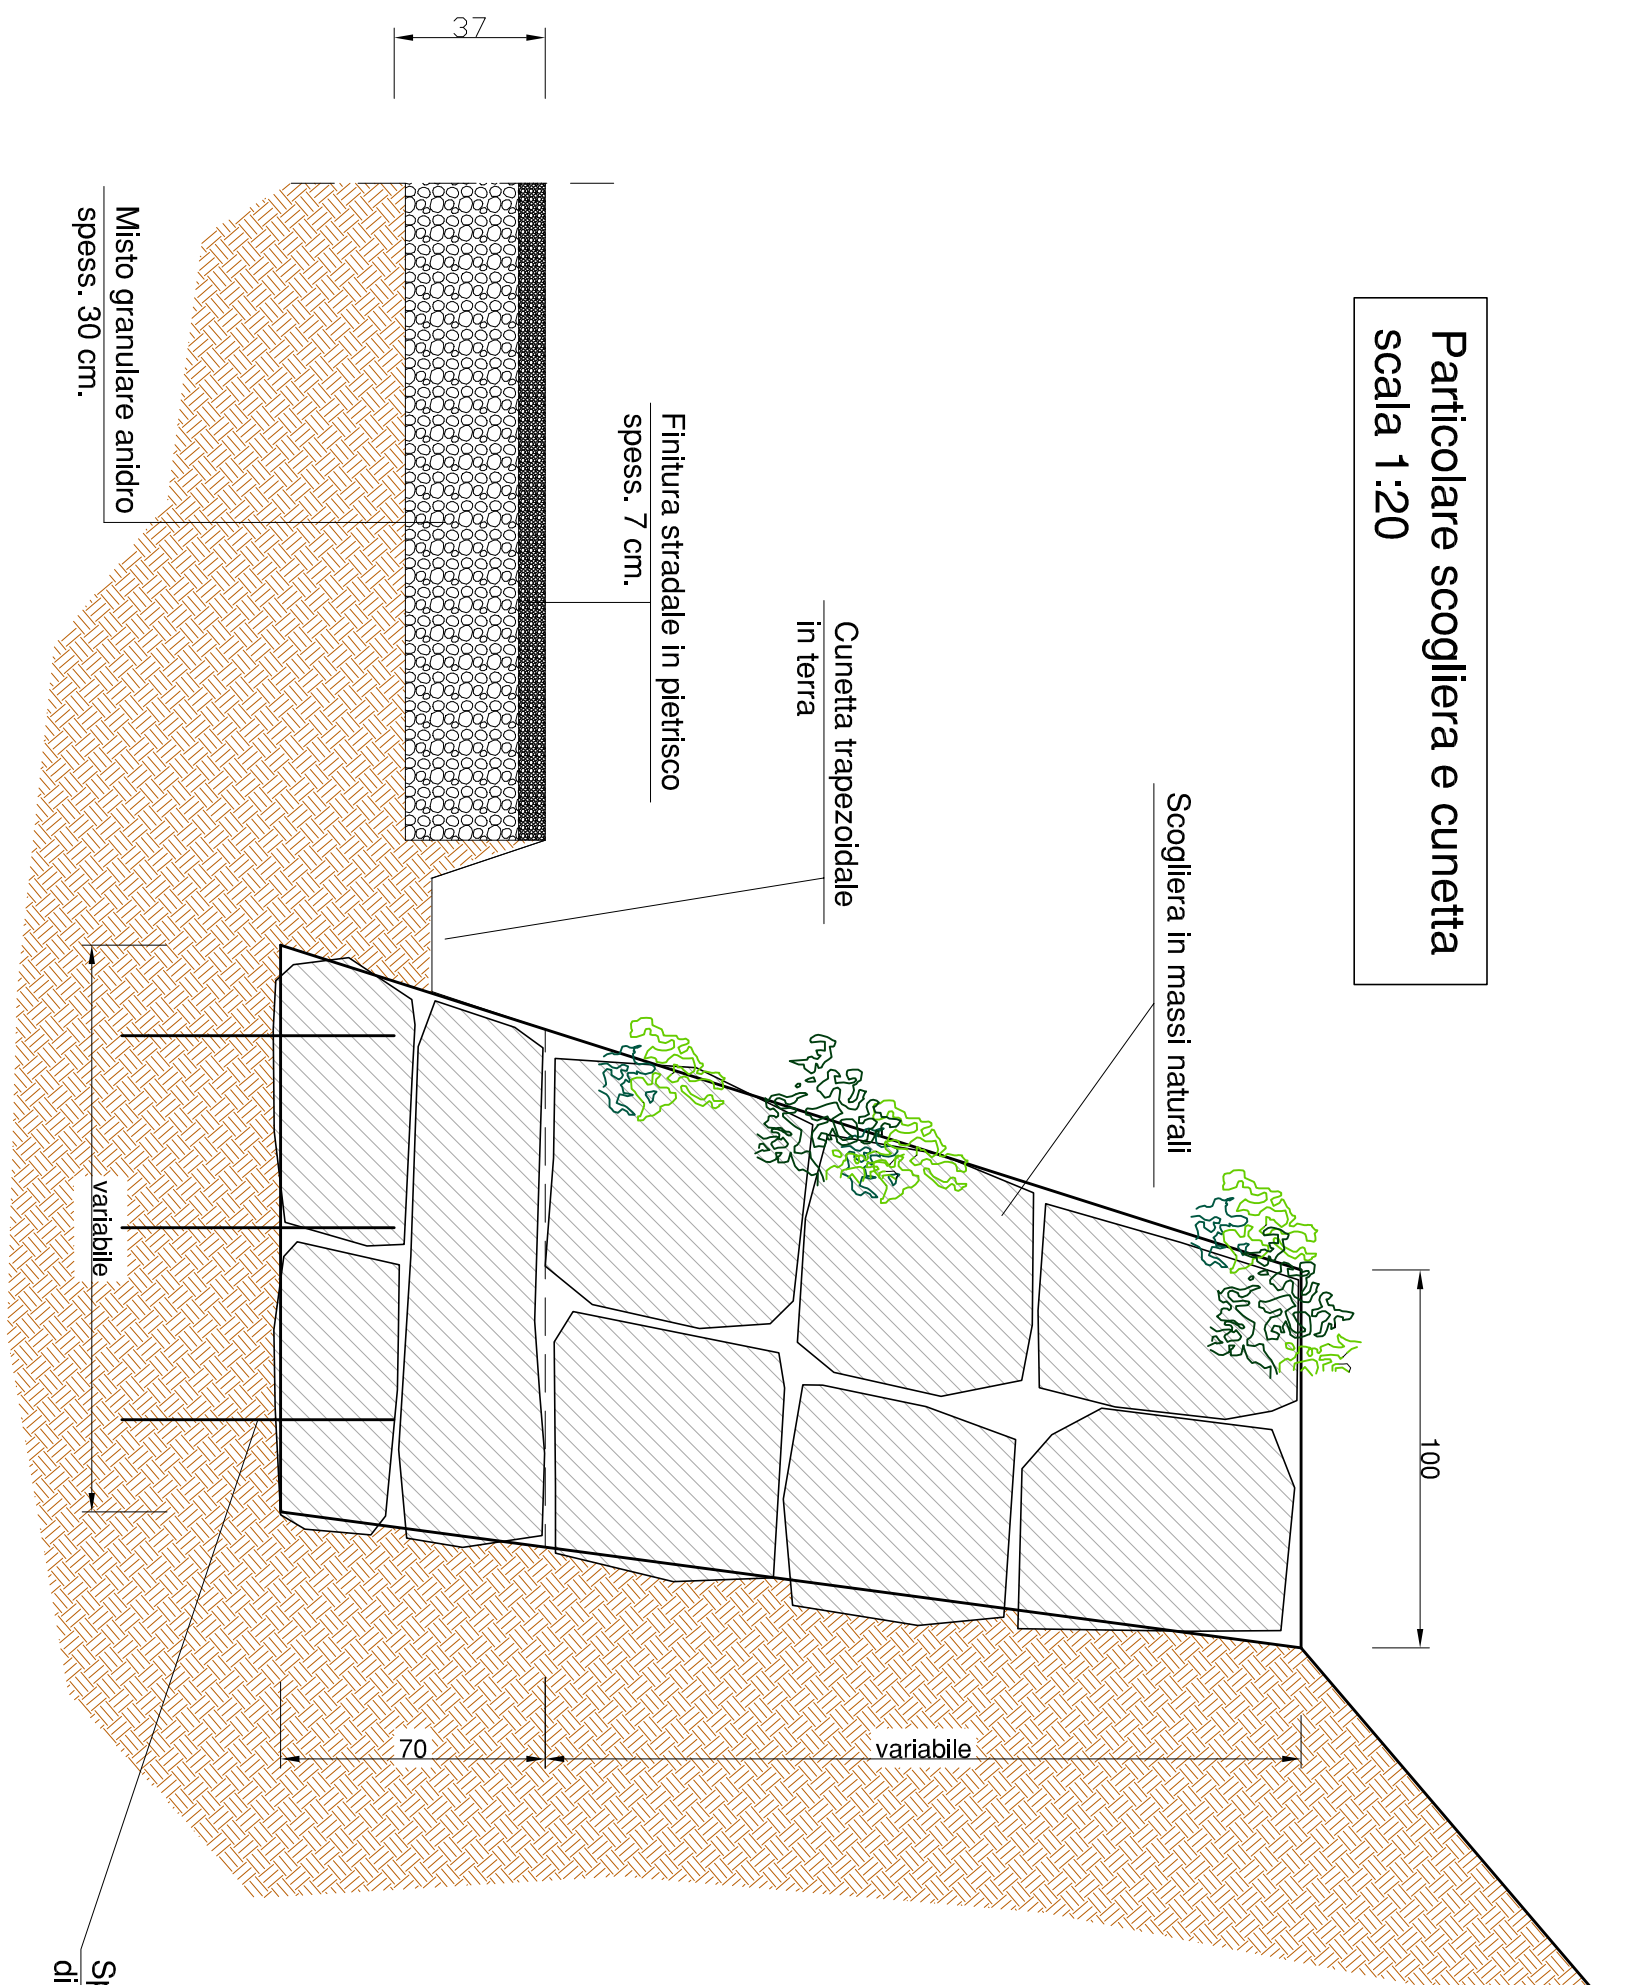 Particolare scogliera e cunetta
scala 1:20
Scogliera in massi naturali
Cunetta trapezoidale
in terra
Finitura stradale in pietrisco
spess. 7 cm.
Misto granulare anidro
spess. 30 cm.
37
100
variabile
70
variabile
di